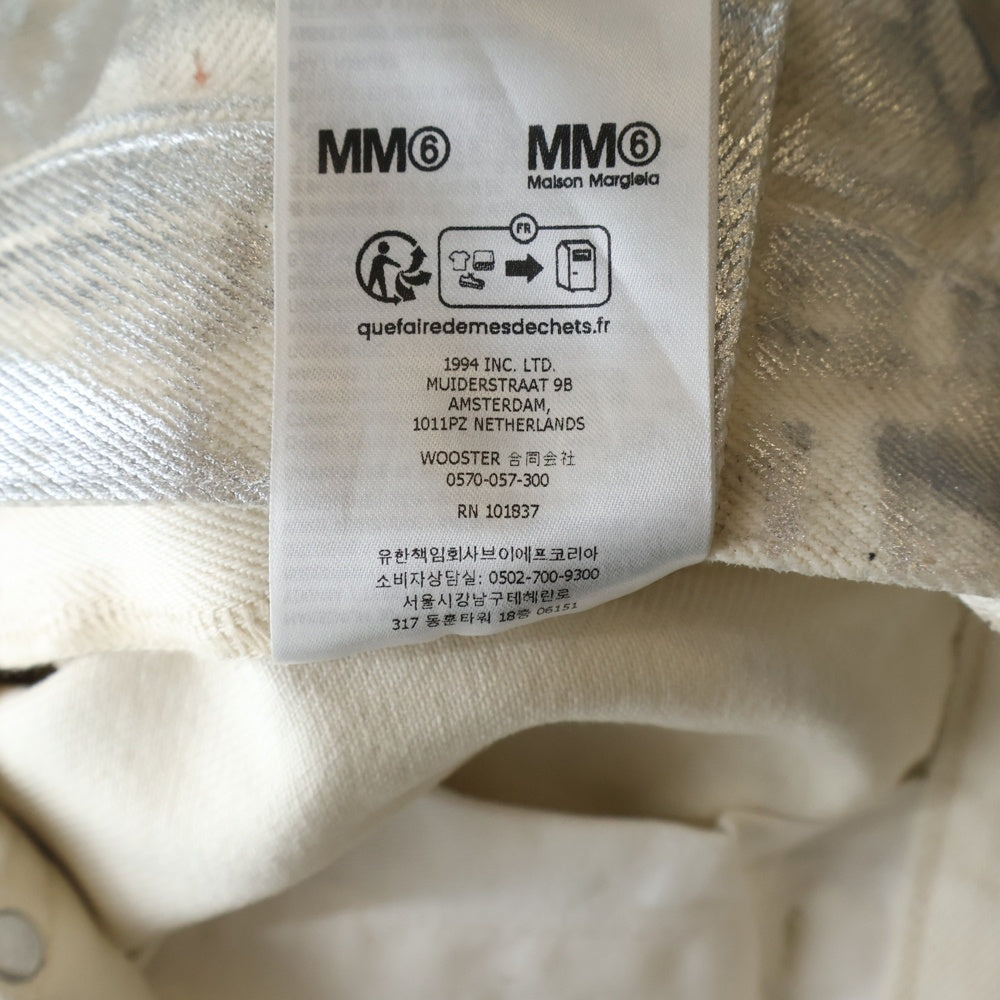 MM⑥ MM⑥
Maison Margiela
FR
quefairedemesdechets.fr
1994 INC. LTD.
MUIDERSTRAAT 9B
AMSTERDAM,
1011PZ NETHERLANDS
WOOSTER 合同会社
0570-057-300
RN 101837
유한책임회사브이에프코리아
소비자상담실: 0502-700-9300
서울시강남구테헤란로
317 동훈타워 18층 06151